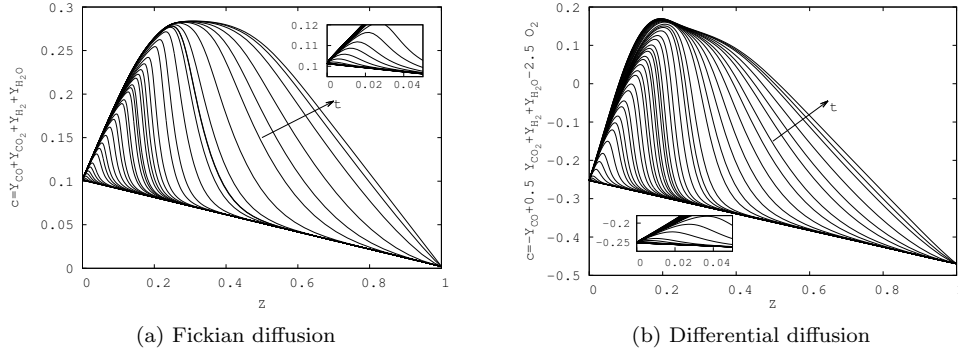 0.3
0.25
0.2
0.15
0.1
0.05
0
0 0.2 0.4 0.6 0.8 1
c=Y_CO+Y_CO2+Y_H2+Y_H2O
Z
t
0.12
0.11
0.1
0 0.02 0.04
(a) Fickian diffusion
0.2
0.1
0
−0.1
−0.2
−0.3
−0.4
−0.5
0 0.2 0.4 0.6 0.8
c=−Y_CO+0.5 Y_CO2+Y_H2+Y_H2O−2.5 O_2
Z
t
−0.2
−0.25
0 0.02 0.04
(b) Differential diffusion